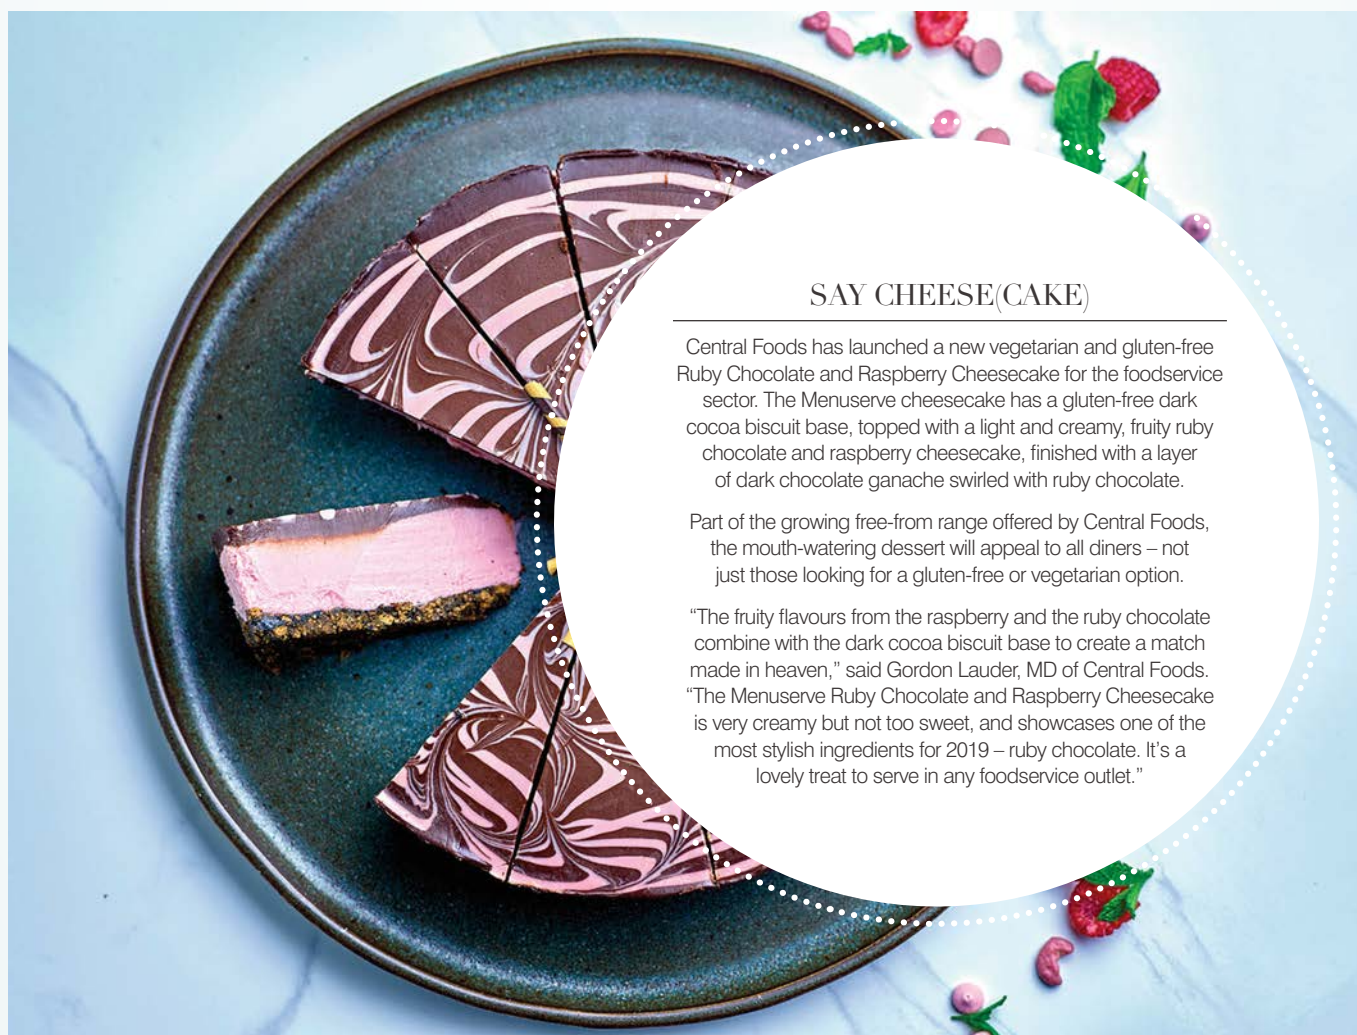 SAY CHEESE(CAKE)
Central Foods has launched a new vegetarian and gluten-free
Ruby Chocolate and Raspberry Cheesecake for the foodservice
sector. The Menuserve cheesecake has a gluten-free dark
cocoa biscuit base, topped with a light and creamy, fruity ruby
chocolate and raspberry cheesecake, finished with a layer
of dark chocolate ganache swirled with ruby chocolate.
Part of the growing free-from range offered by Central Foods,
the mouth-watering dessert will appeal to all diners – not
just those looking for a gluten-free or vegetarian option.
“The fruity flavours from the raspberry and the ruby chocolate
combine with the dark cocoa biscuit base to create a match
made in heaven,” said Gordon Lauder, MD of Central Foods.
“The Menuserve Ruby Chocolate and Raspberry Cheesecake
is very creamy but not too sweet, and showcases one of the
most stylish ingredients for 2019 – ruby chocolate. It’s a
lovely treat to serve in any foodservice outlet.”